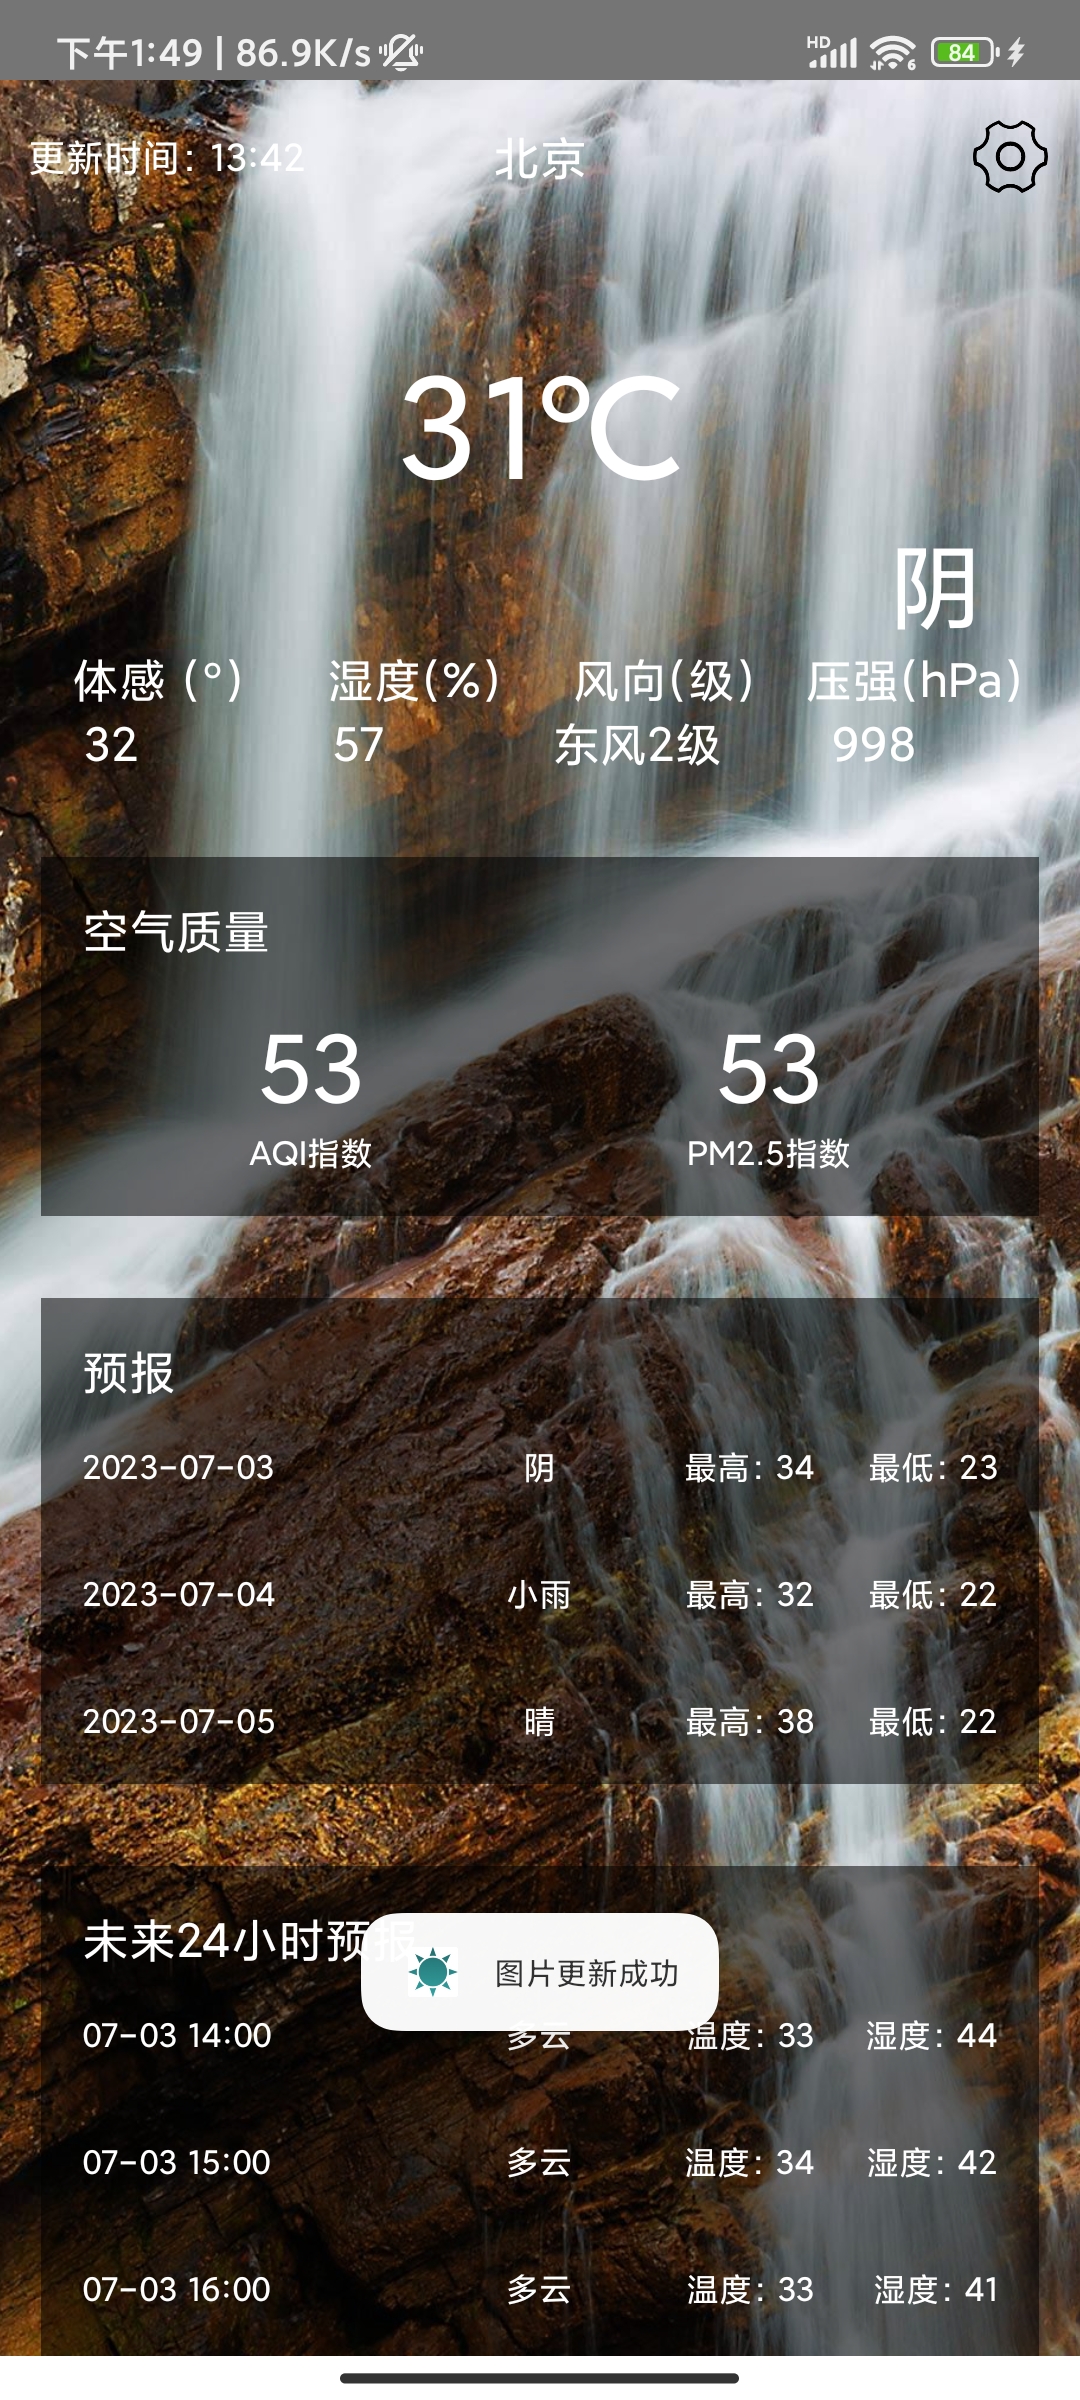 下午1:49 | 86.9K/s HD 6 84
更新时间：13:42 北京
31°C
阴
体感 (°) 湿度(%) 风向(级) 压强(hPa)
32 57 东风2级 998
空气质量
53 53
AQI指数 PM2.5指数
预报
2023-07-03 阴 最高：34 最低：23
2023-07-04 小雨 最高：32 最低：22
2023-07-05 晴 最高：38 最低：22
未来24小时预报
图片更新成功
07-03 14:00 多云 温度：33 湿度：44
07-03 15:00 多云 温度：34 湿度：42
07-03 16:00 多云 温度：33 湿度：41